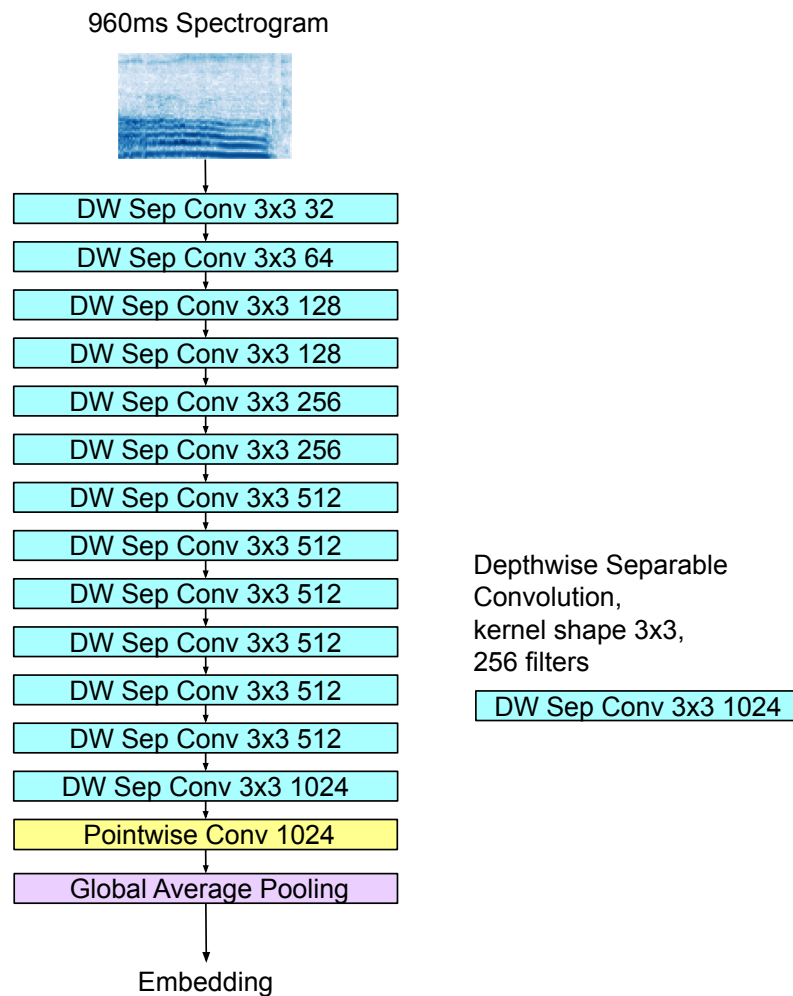 960ms Spectrogram
DW Sep Conv 3x3 32
DW Sep Conv 3x3 64
DW Sep Conv 3x3 128
DW Sep Conv 3x3 128
DW Sep Conv 3x3 256
DW Sep Conv 3x3 256
DW Sep Conv 3x3 512
DW Sep Conv 3x3 512
DW Sep Conv 3x3 512
DW Sep Conv 3x3 512
DW Sep Conv 3x3 512
DW Sep Conv 3x3 512
DW Sep Conv 3x3 1024
Pointwise Conv 1024
Global Average Pooling
Embedding
Depthwise Separable
Convolution,
kernel shape 3x3,
256 filters
DW Sep Conv 3x3 1024